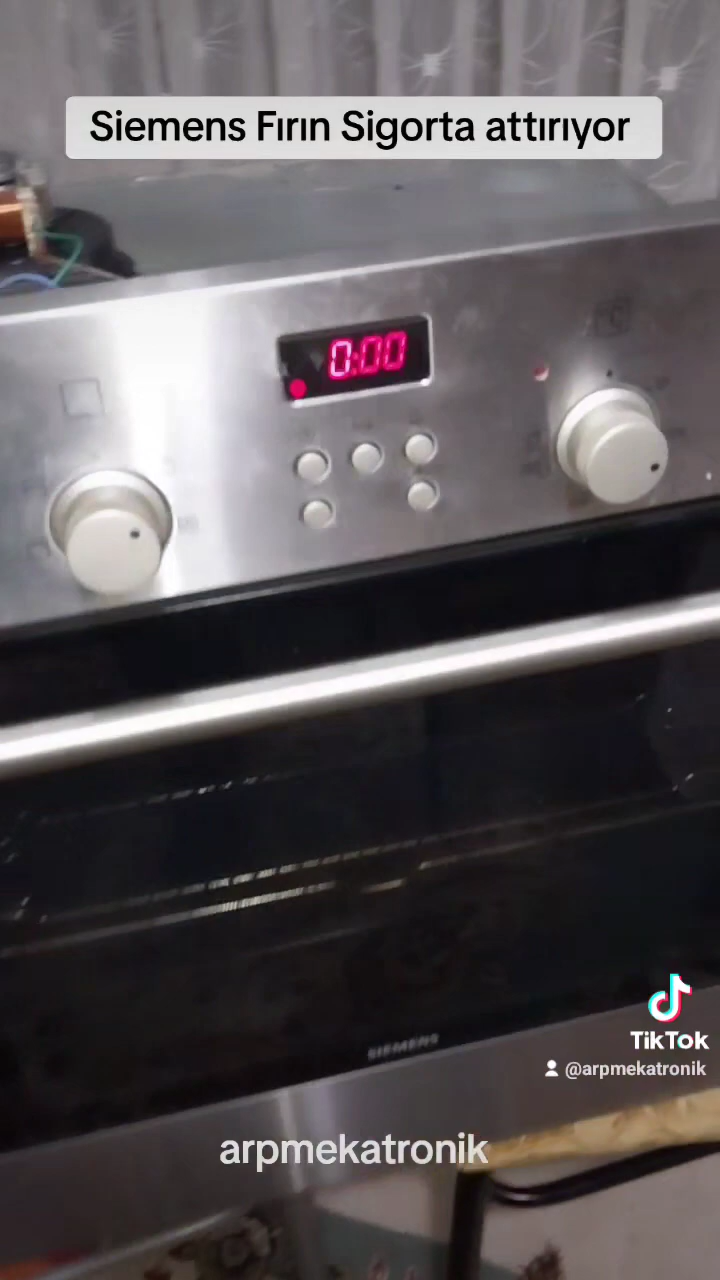 Siemens Fırın Sigorta attırıyor
0:00
SIEMENS
TikTok
@arpmekatronik
arpmekatronik